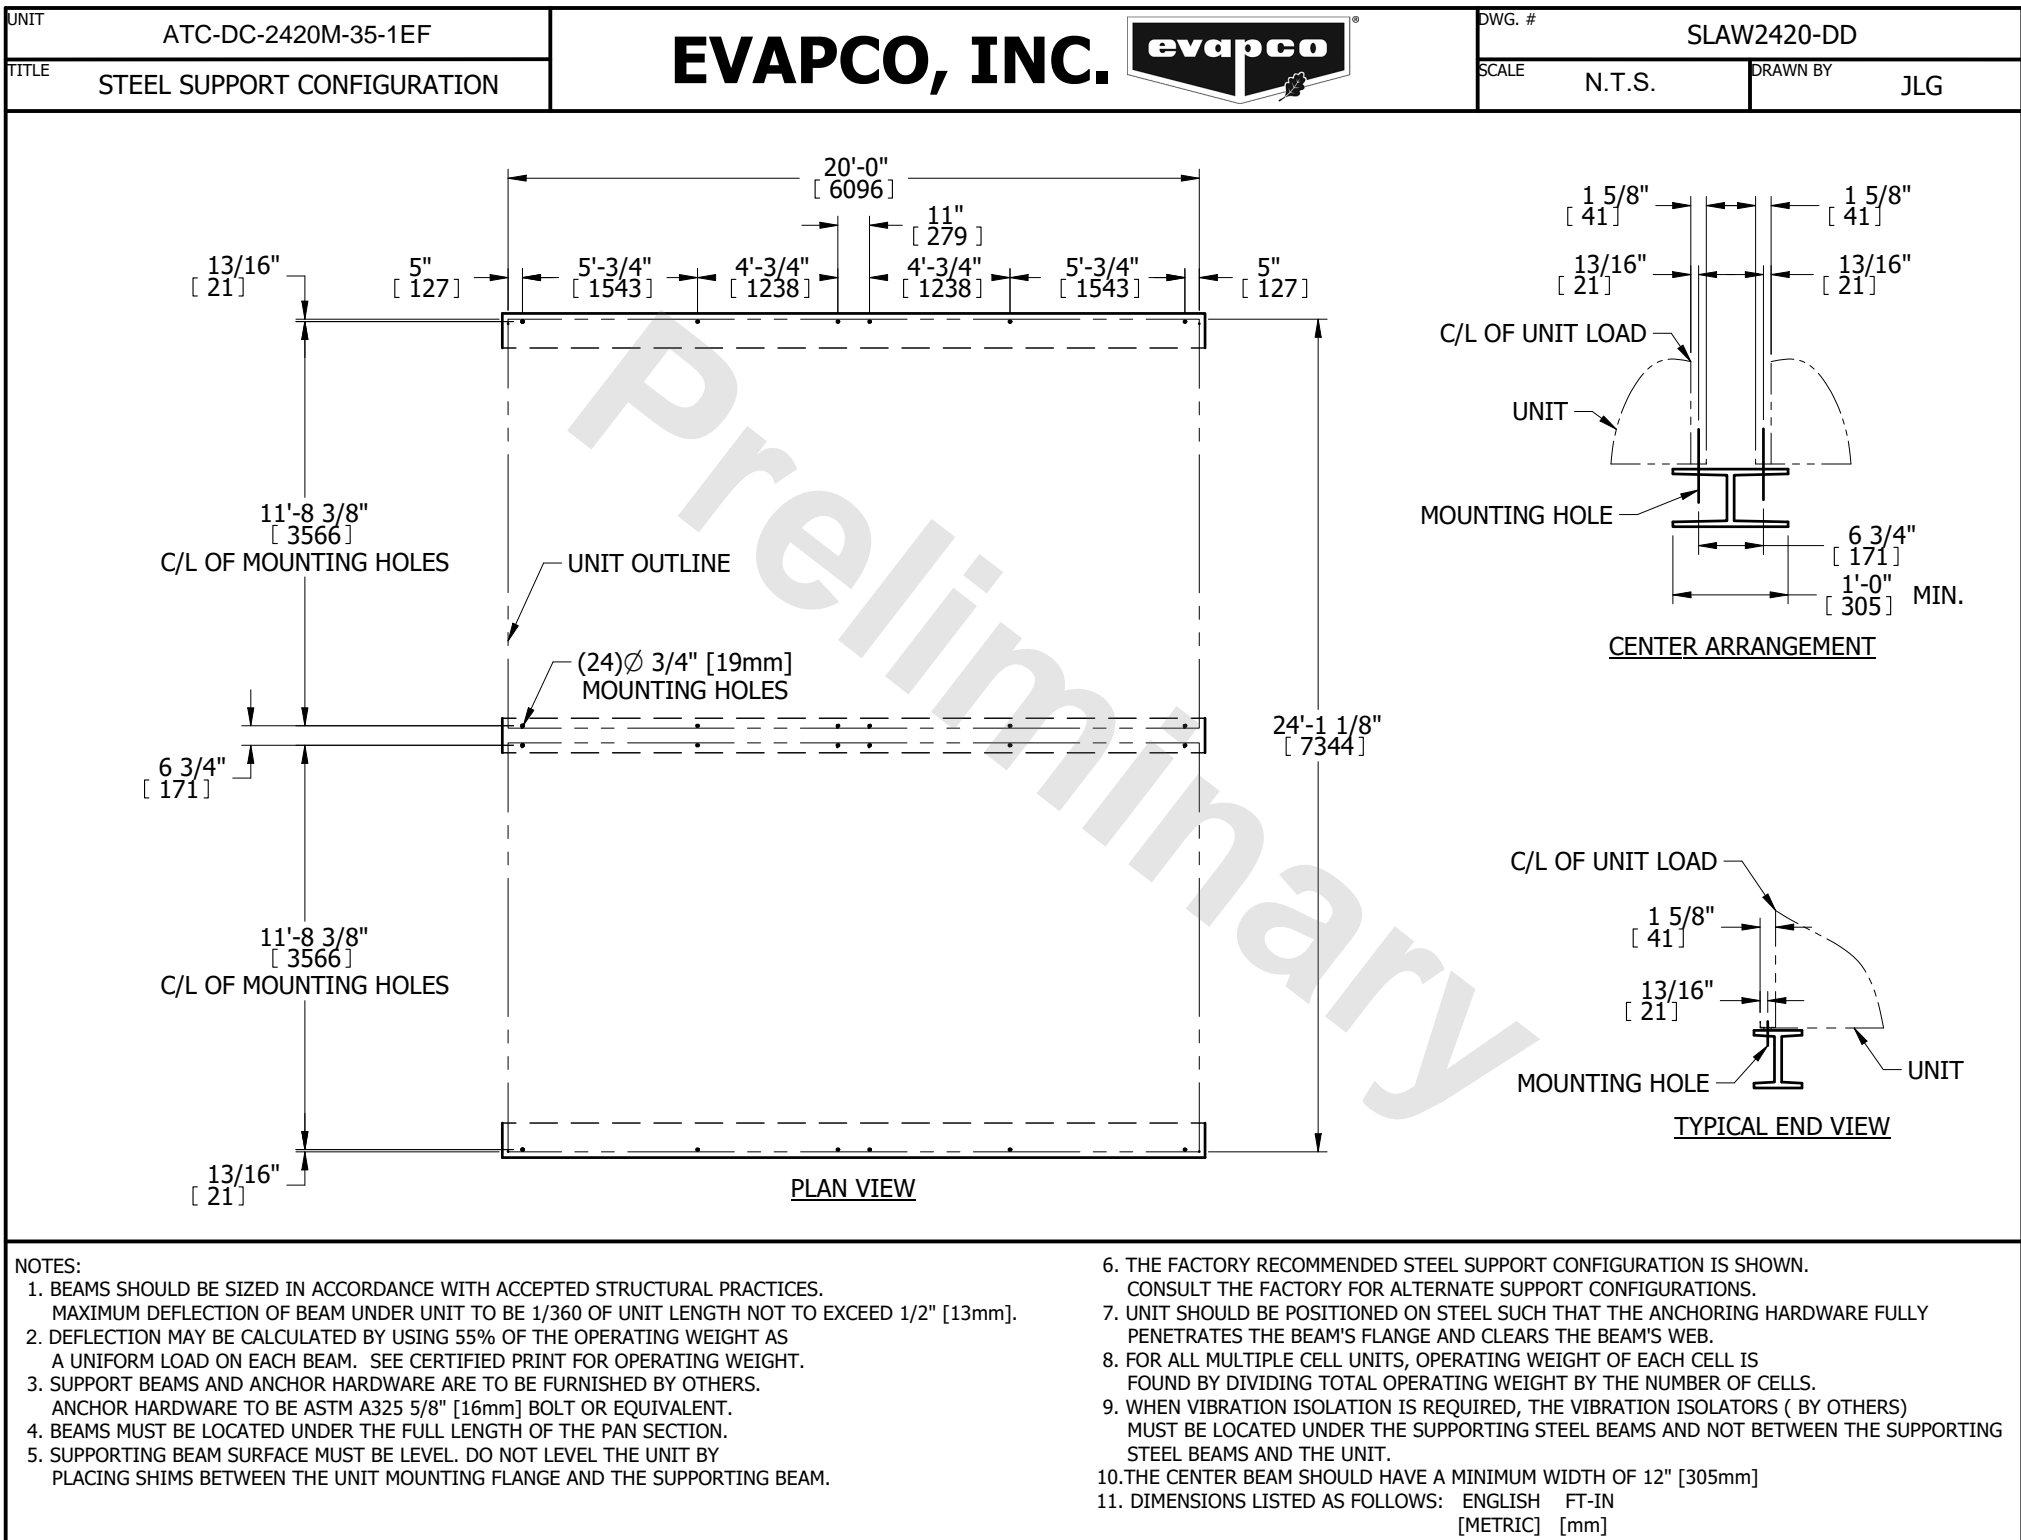 UNIT
ATC-DC-2420M-35-1EF
TITLE
STEEL SUPPORT CONFIGURATION
EVAPCO, INC.
evapco
®
DWG. #
SLAW2420-DD
SCALE
N.T.S.
DRAWN BY
JLG
20'-0"
[ 6096 ]
11"
[ 279 ]
13/16"
[ 21 ]
5"
[ 127 ]
5'-3/4"
[ 1543 ]
4'-3/4"
[ 1238 ]
4'-3/4"
[ 1238 ]
5'-3/4"
[ 1543 ]
5"
[ 127 ]
11'-8 3/8"
[ 3566 ]
C/L OF MOUNTING HOLES
UNIT OUTLINE
(24)∅ 3/4" [19mm]
MOUNTING HOLES
6 3/4"
[ 171 ]
24'-1 1/8"
[ 7344 ]
11'-8 3/8"
[ 3566 ]
C/L OF MOUNTING HOLES
13/16"
[ 21 ]
PLAN VIEW
Preliminary
1 5/8"
[ 41 ]
1 5/8"
[ 41 ]
13/16"
[ 21 ]
13/16"
[ 21 ]
C/L OF UNIT LOAD
UNIT
MOUNTING HOLE
6 3/4"
[ 171 ]
1'-0"
[ 305 ]
MIN.
CENTER ARRANGEMENT
C/L OF UNIT LOAD
1 5/8"
[ 41 ]
13/16"
[ 21 ]
MOUNTING HOLE
UNIT
TYPICAL END VIEW
NOTES:
1. BEAMS SHOULD BE SIZED IN ACCORDANCE WITH ACCEPTED STRUCTURAL PRACTICES.
MAXIMUM DEFLECTION OF BEAM UNDER UNIT TO BE 1/360 OF UNIT LENGTH NOT TO EXCEED 1/2" [13mm].
2. DEFLECTION MAY BE CALCULATED BY USING 55% OF THE OPERATING WEIGHT AS
A UNIFORM LOAD ON EACH BEAM. SEE CERTIFIED PRINT FOR OPERATING WEIGHT.
3. SUPPORT BEAMS AND ANCHOR HARDWARE ARE TO BE FURNISHED BY OTHERS.
ANCHOR HARDWARE TO BE ASTM A325 5/8" [16mm] BOLT OR EQUIVALENT.
4. BEAMS MUST BE LOCATED UNDER THE FULL LENGTH OF THE PAN SECTION.
5. SUPPORTING BEAM SURFACE MUST BE LEVEL. DO NOT LEVEL THE UNIT BY
PLACING SHIMS BETWEEN THE UNIT MOUNTING FLANGE AND THE SUPPORTING BEAM.
6. THE FACTORY RECOMMENDED STEEL SUPPORT CONFIGURATION IS SHOWN.
CONSULT THE FACTORY FOR ALTERNATE SUPPORT CONFIGURATIONS.
7. UNIT SHOULD BE POSITIONED ON STEEL SUCH THAT THE ANCHORING HARDWARE FULLY
PENETRATES THE BEAM'S FLANGE AND CLEARS THE BEAM'S WEB.
8. FOR ALL MULTIPLE CELL UNITS, OPERATING WEIGHT OF EACH CELL IS
FOUND BY DIVIDING TOTAL OPERATING WEIGHT BY THE NUMBER OF CELLS.
9. WHEN VIBRATION ISOLATION IS REQUIRED, THE VIBRATION ISOLATORS ( BY OTHERS)
MUST BE LOCATED UNDER THE SUPPORTING STEEL BEAMS AND NOT BETWEEN THE SUPPORTING
STEEL BEAMS AND THE UNIT.
10.THE CENTER BEAM SHOULD HAVE A MINIMUM WIDTH OF 12" [305mm]
11. DIMENSIONS LISTED AS FOLLOWS: ENGLISH FT-IN
[METRIC] [mm]